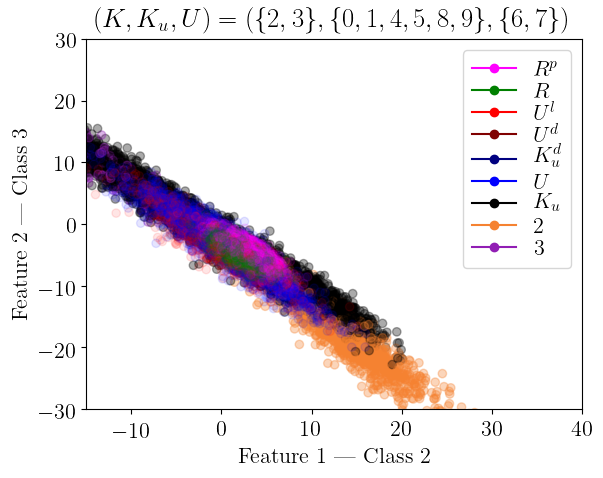 (K, K_u, U) = ({2, 3}, {0, 1, 4, 5, 8, 9}, {6, 7})
30
20
10
0
−10
−20
−30
Feature 2 — Class 3
R^p
R
U^l
U^d
K_u^d
U
K_u
2
3
−10
0
10
20
30
40
Feature 1 — Class 2